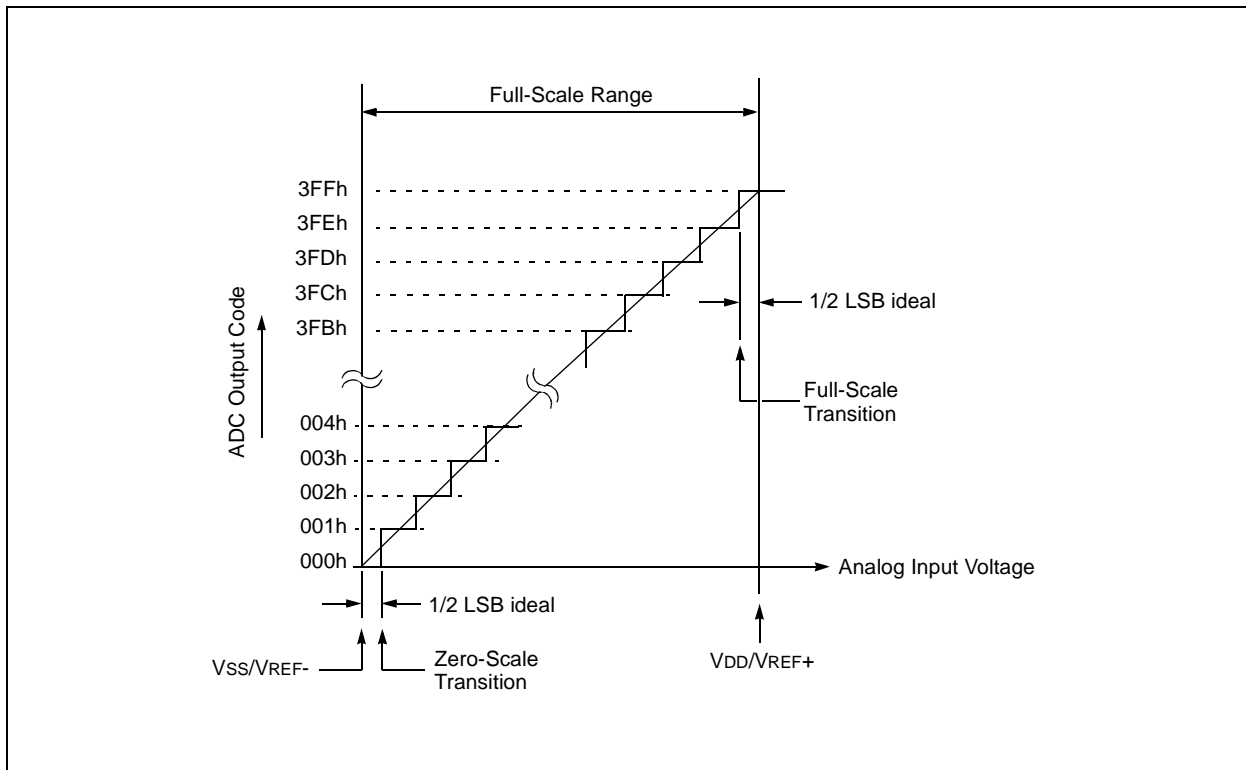 Full-Scale Range
3FFh
3FEh
3FDh
3FCh
3FBh
1/2 LSB ideal
ADC Output Code
Full-Scale
Transition
004h
003h
002h
001h
000h
Analog Input Voltage
1/2 LSB ideal
VSS/VREF-
Zero-Scale
Transition
VDD/VREF+